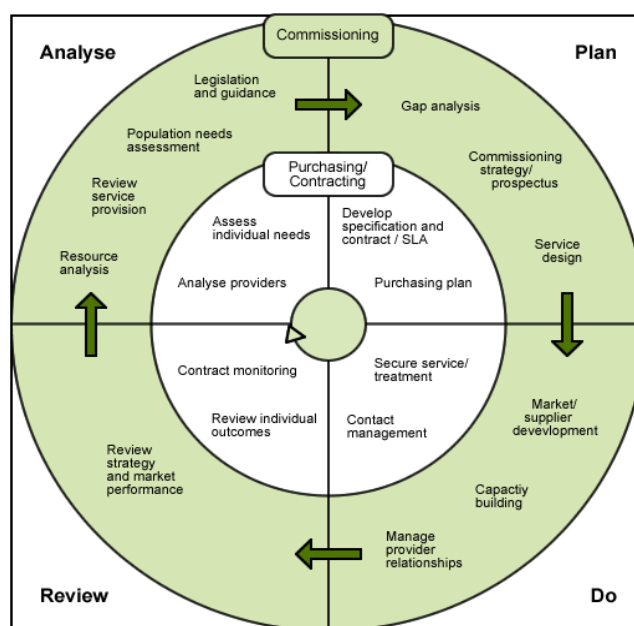 Analyse
Commissioning
Plan
Legislation
and guidance
Gap analysis
Population needs
assessment
Commissioning
strategy/
prospectus
Purchasing/
Contracting
Review
service
provision
Assess
individual needs
Develop
specification and
contract / SLA
Resource
analysis
Service
design
Analyse providers
Purchasing plan
Contract monitoring
Secure service/
treatment
Review individual
outcomes
Contact
management
Market/
supplier
devevlopment
Review
strategy
and market
performance
Capactiy
building
Manage
provider
relationships
Review
Do